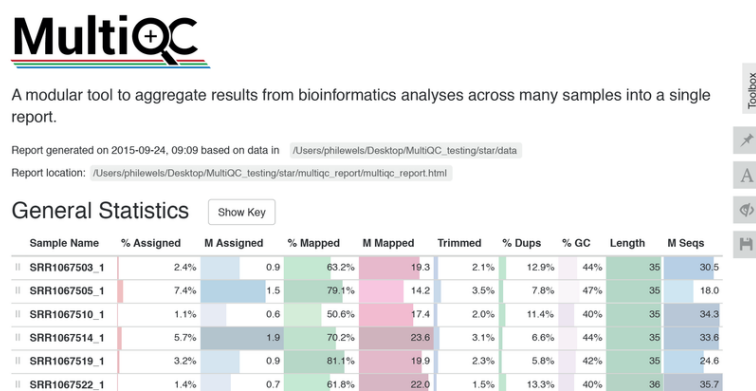 MultiQC
A modular tool to aggregate results from bioinformatics analyses across many samples into a single
report.
Report generated on 2015-09-24, 09:09 based on data in /Users/philewels/Desktop/MultiQC_testing/star/data
Report location: /Users/philewels/Desktop/MultiQC_testing/star/multiqc_report/multiqc_report.html
Toolbox
A
General Statistics Show Key
Sample Name % Assigned M Assigned % Mapped M Mapped Trimmed % Dups % GC Length M Seqs
SRR1067503_1 2.4% 0.9 63.2% 19.3 2.1% 12.9% 44% 35 30.5
SRR1067505_1 7.4% 1.5 79.1% 14.2 3.5% 7.8% 47% 35 18.0
SRR1067510_1 1.1% 0.6 50.6% 17.4 2.0% 11.4% 40% 35 34.3
SRR1067514_1 5.7% 1.9 70.2% 23.6 3.1% 6.6% 44% 35 33.6
SRR1067519_1 3.2% 0.9 81.1% 19.9 2.3% 5.8% 42% 35 24.6
SRR1067522_1 1.4% 0.7 61.8% 22.0 1.5% 13.3% 40% 36 35.7